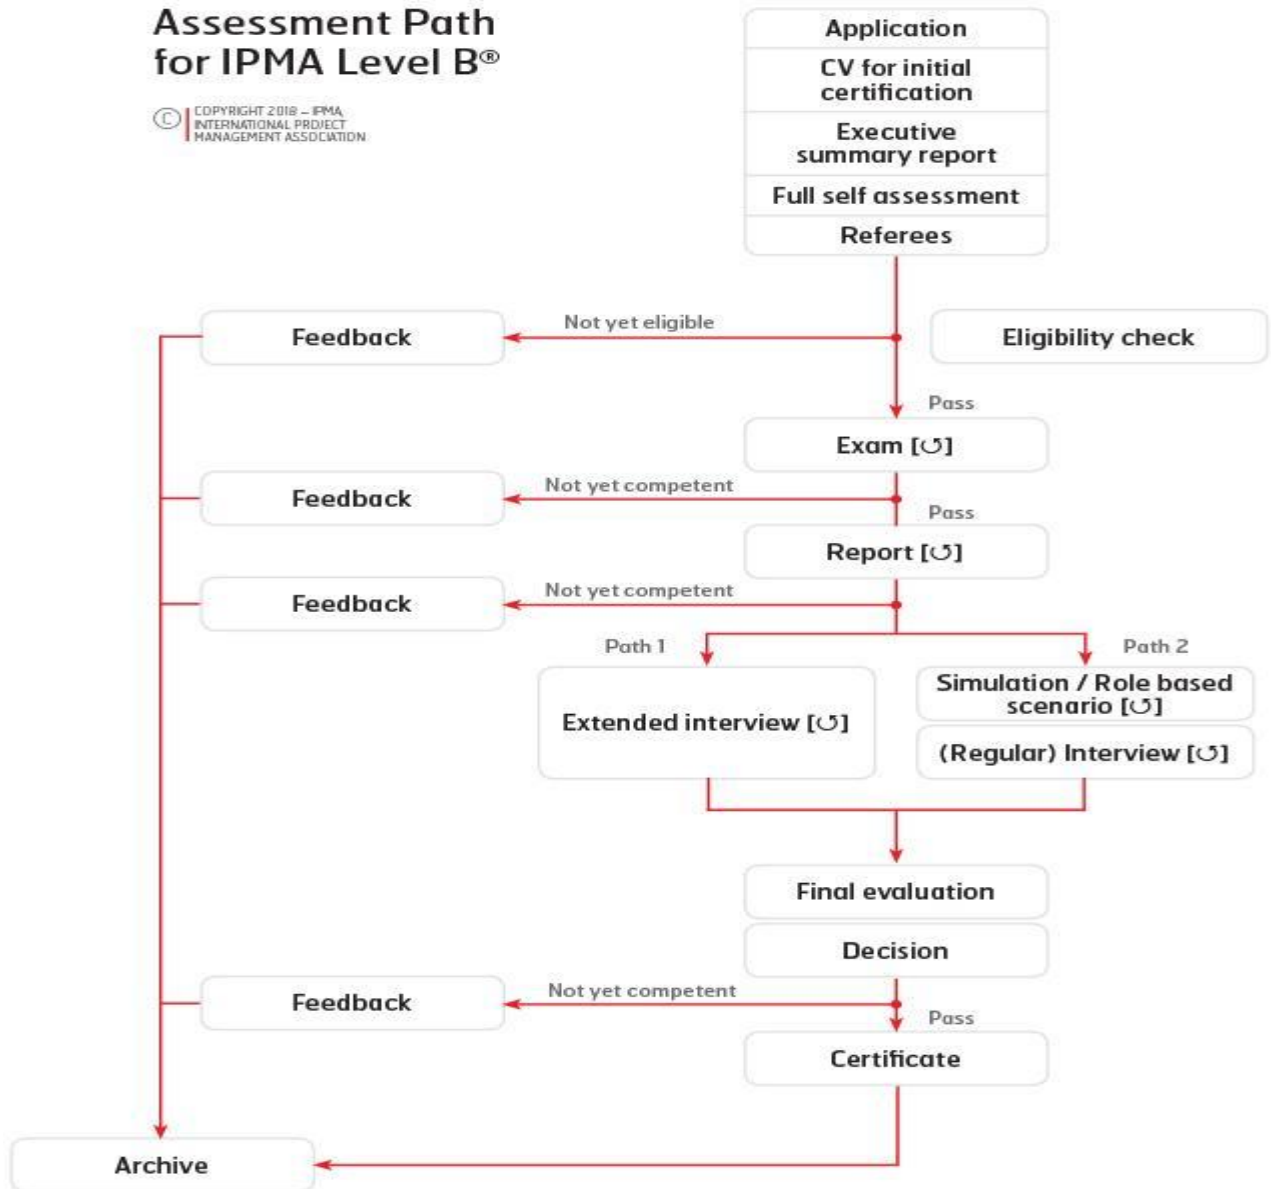 Assessment Path
for IPMA Level B®
© COPYRIGHT 2018 – IPMA,
INTERNATIONAL PROJECT
MANAGEMENT ASSOCIATION
Application
CV for initial
certification
Executive
summary report
Full self assessment
Referees
Not yet eligible
Feedback
Eligibility check
Pass
Exam [↺]
Not yet competent
Feedback
Pass
Report [↺]
Not yet competent
Feedback
Path 1
Path 2
Extended interview [↺]
Simulation / Role based
scenario [↺]
(Regular) Interview [↺]
Final evaluation
Decision
Not yet competent
Feedback
Pass
Certificate
Archive